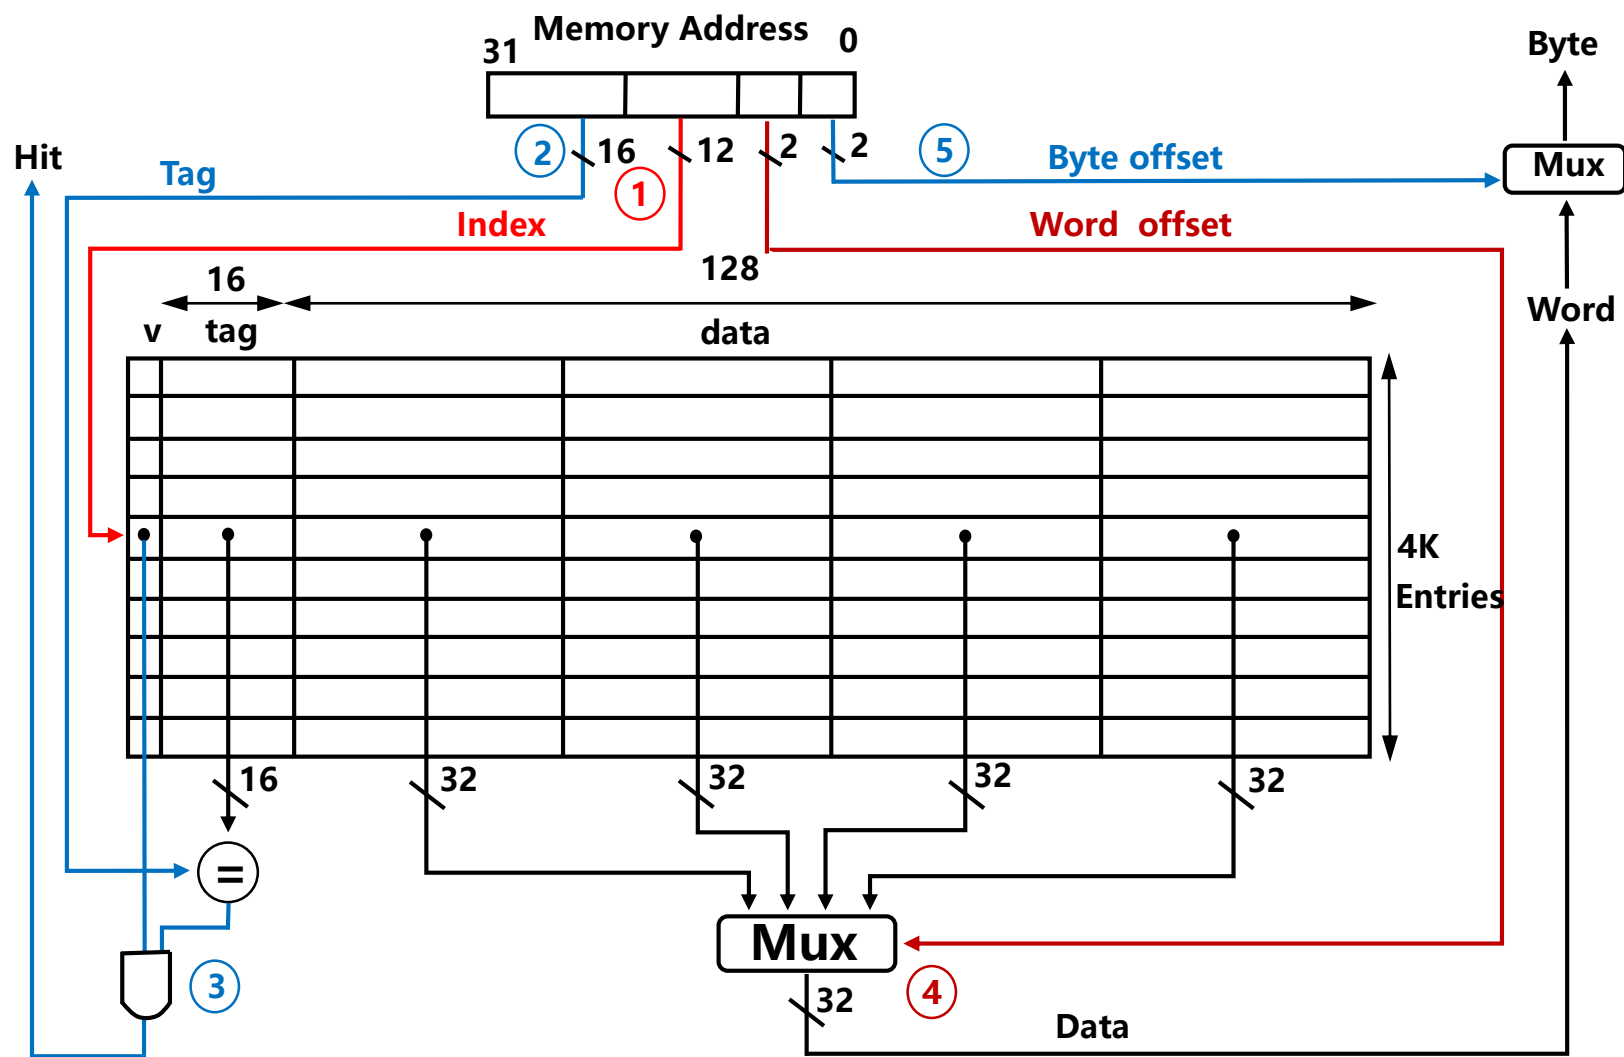 Memory Address
31
0
Byte
Hit
2
16
12
2
2
5
Byte offset
Mux
Tag
1
Index
Word offset
16
128
Word
v
tag
data
4K
Entries
16
32
32
32
32
=
Mux
3
4
32
Data